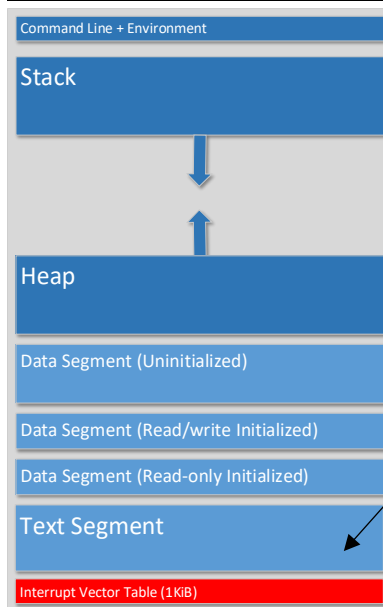 Command Line + Environment
Stack
Heap
Data Segment (Uninitialized)
Data Segment (Read/write Initialized)
Data Segment (Read-only Initialized)
Text Segment
Interrupt Vector Table (1KiB)